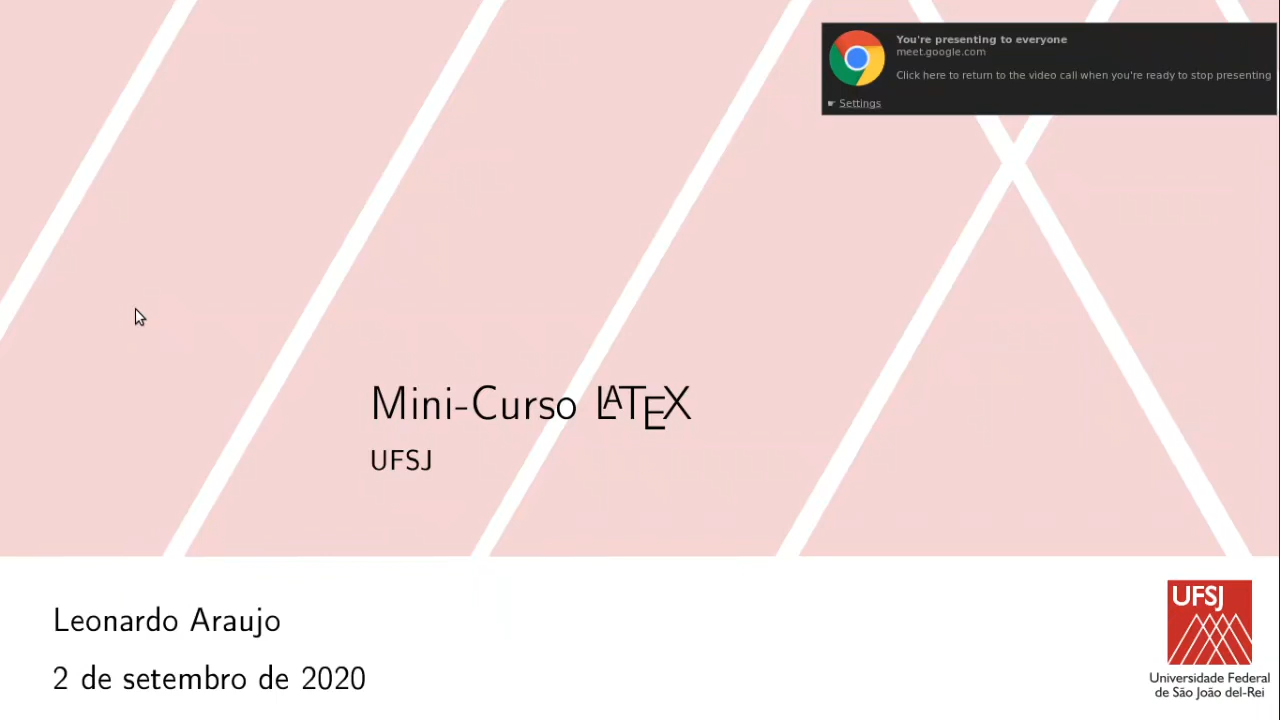 You're presenting to everyone
meet.google.com
Click here to return to the video call when you're ready to stop presenting
☛ Settings
Mini-Curso LATEX
UFSJ
Leonardo Araujo
2 de setembro de 2020
UFSJ
Universidade Federal
de São João del-Rei